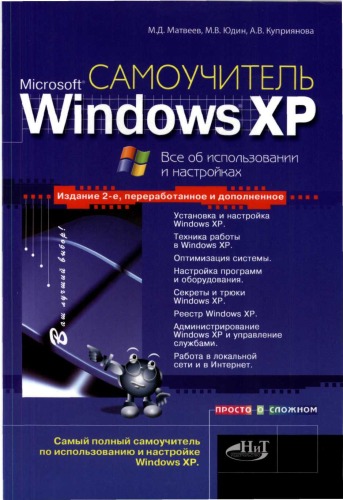 М.Д. Матвеев, М.В. Юдин, А.В. Куприянова
САМОУЧИТЕЛЬ
Microsoft®
Windows XP
Все об использовании
и настройках
Издание 2-е, переработанное и дополненное
Ваш лучший выбор!
Установка и настройка
Windows XP.
Техника работы
в Windows XP.
Оптимизация системы.
Настройка программ
и оборудования.
Секреты и трюки
Windows XP.
Реестр Windows XP.
Администрирование
Windows XP и управление
службами.
Работа в локальной
сети и в Интернет.
ПРОСТО О СЛОЖНОМ
Самый полный самоучитель
по использованию и настройке
Windows XP.
НиТ